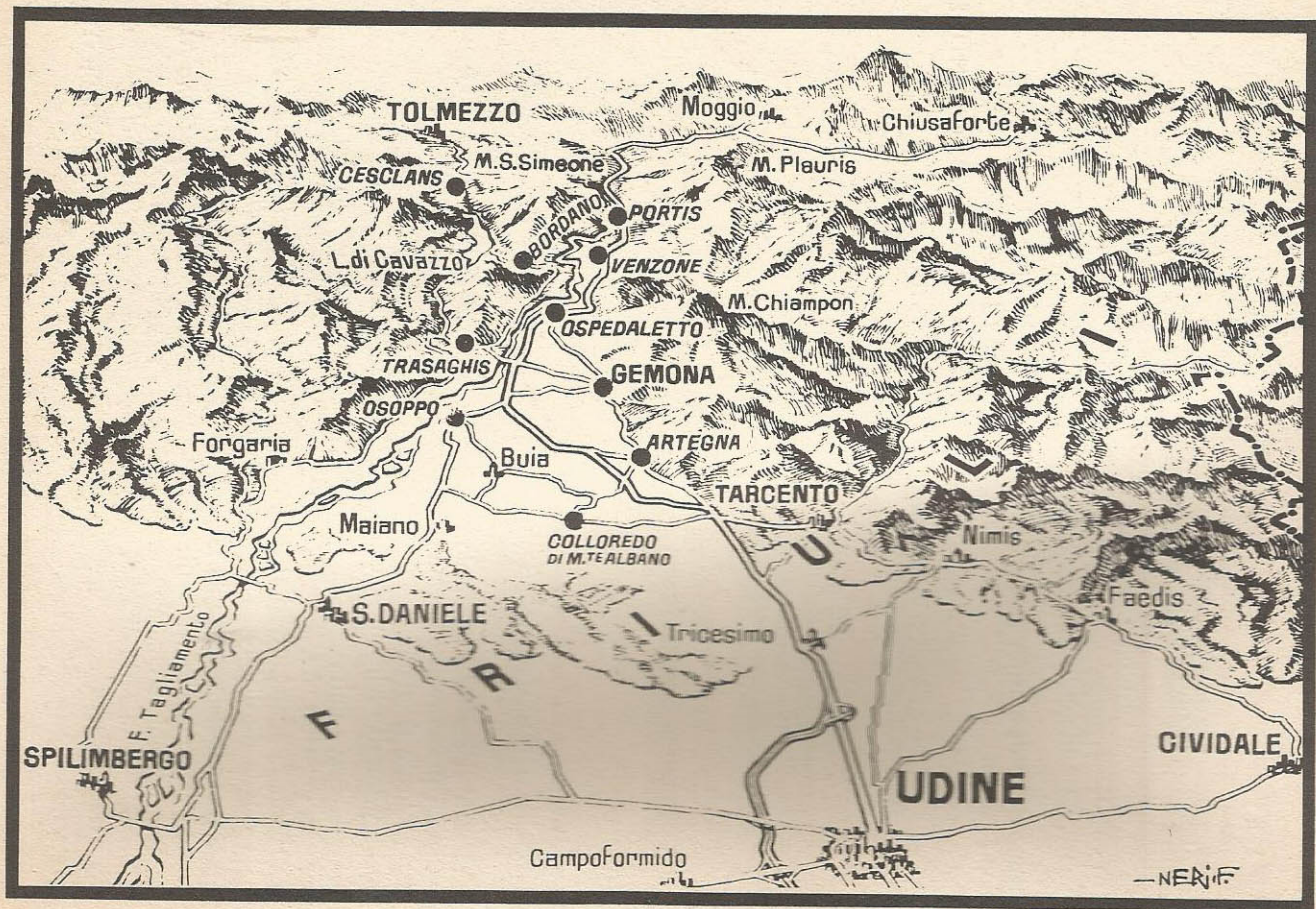 TOLMEZZO
Moggio
Chiusaforte
M.S.Simeone
M. Plauris
CESCLANS
BORDANO
PORTIS
L.di Cavazzo
VENZONE
M.Chiampon
OSPEDALETTO
TRASAGHIS
GEMONA
OSOPPO
Forgaria
ARTEGNA
Buia
TARCENTO
Maiano
COLLOREDO
DI M.TE ALBANO
Nimis
Faedis
S.DANIELE
Tricesimo
F. Tagliamento
FRIULI
SPILIMBERGO
CIVIDALE
UDINE
Campoformido
NERI.F.